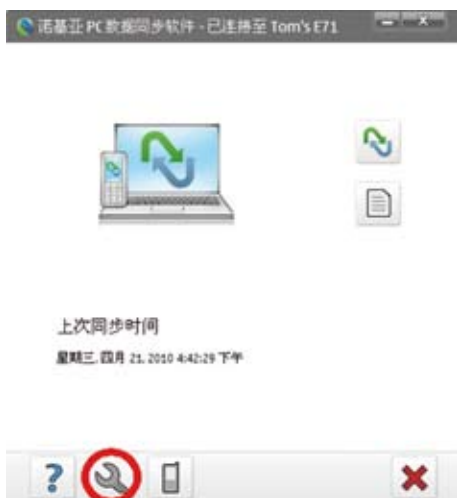 诺基亚 PC 数据同步软件 - 已连接至 Tom's E71
上次同步时间
星期三, 四月 21, 2010 4:42:29 下午